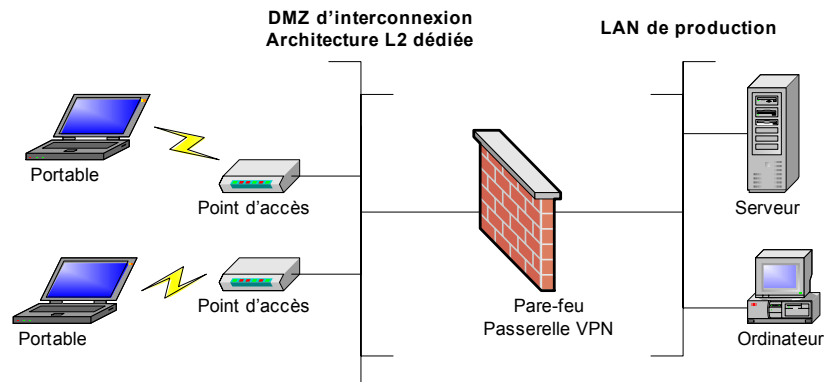 DMZ d'interconnexion
Architecture L2 dédiée
LAN de production
Portable
Point d'accès
Serveur
Portable
Point d'accès
Pare-feu
Passerelle VPN
Ordinateur